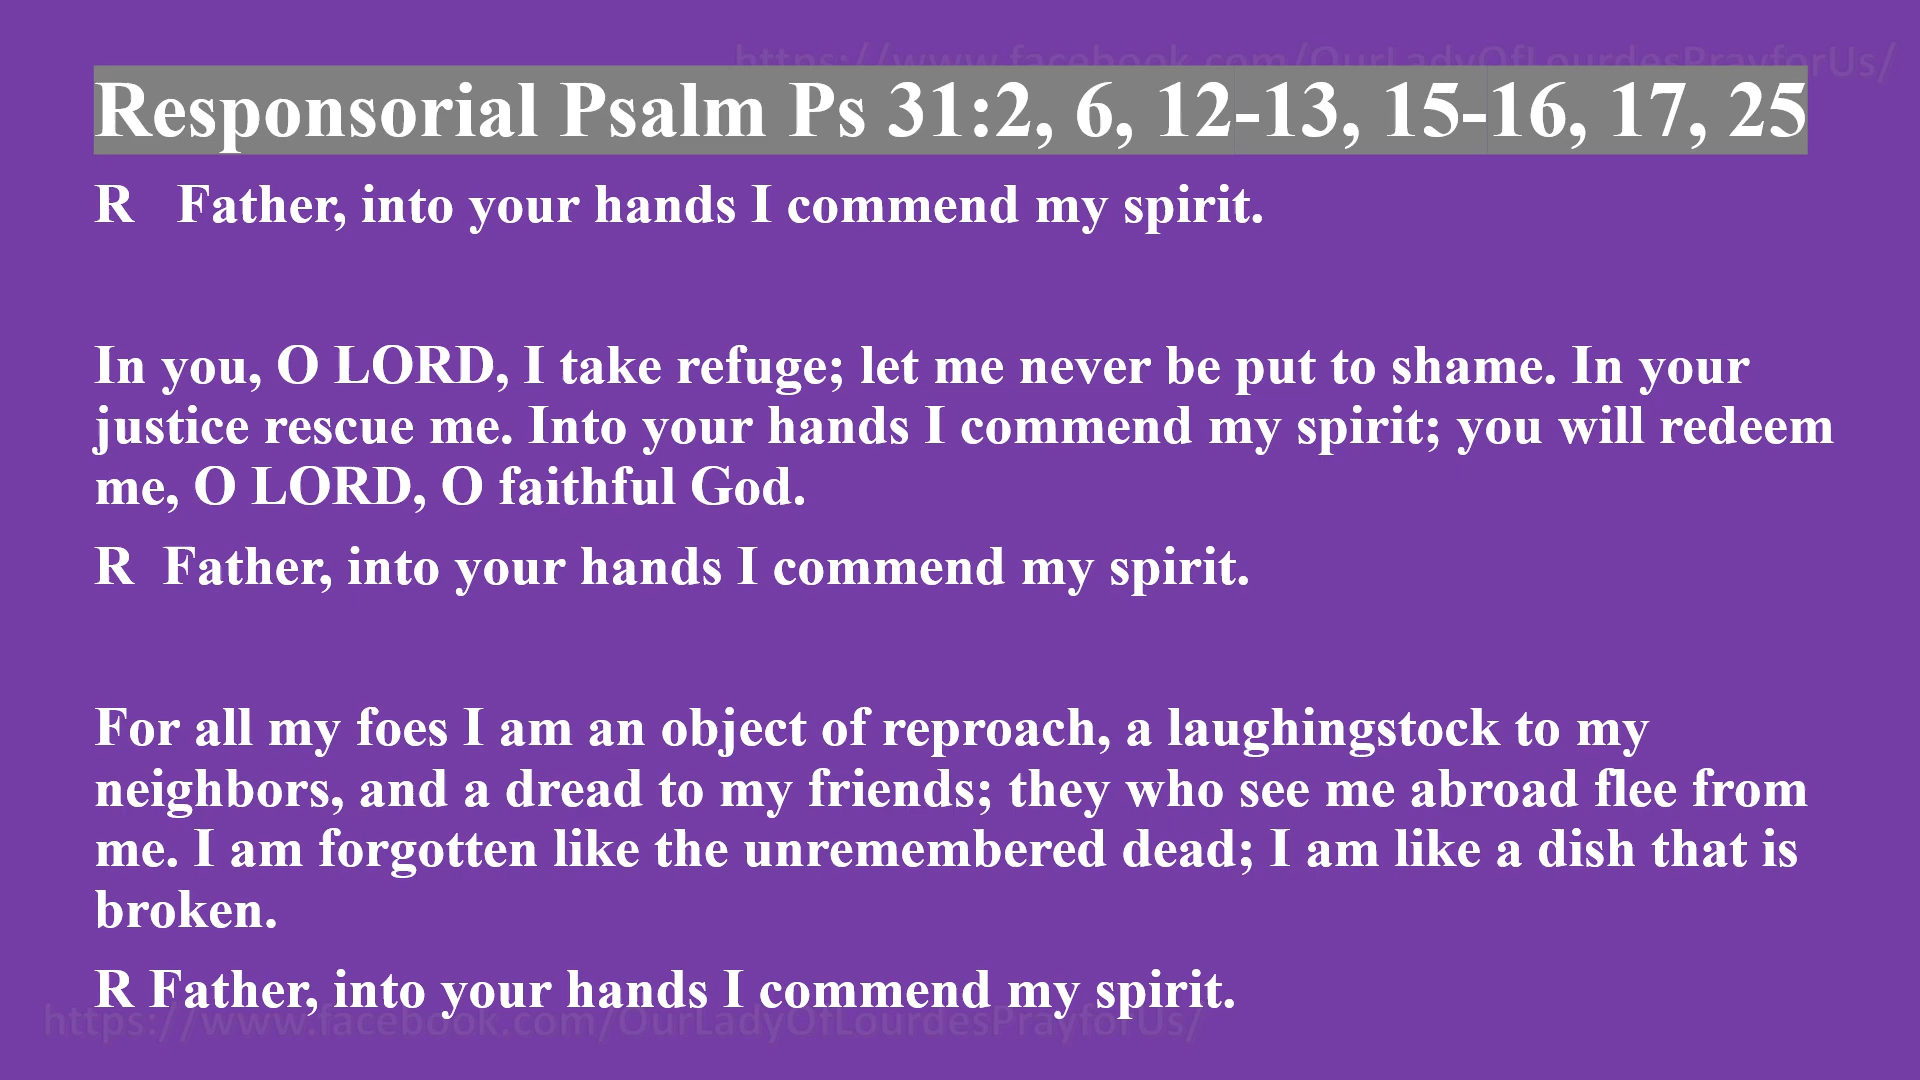 https://www.facebook.com/OurLadyOfLourdesPrayforUs/
Responsorial Psalm Ps 31:2, 6, 12-13, 15-16, 17, 25
R Father, into your hands I commend my spirit.
In you, O LORD, I take refuge; let me never be put to shame. In your
justice rescue me. Into your hands I commend my spirit; you will redeem
me, O LORD, O faithful God.
R Father, into your hands I commend my spirit.
For all my foes I am an object of reproach, a laughingstock to my
neighbors, and a dread to my friends; they who see me abroad flee from
me. I am forgotten like the unremembered dead; I am like a dish that is
broken.
R Father, into your hands I commend my spirit.
https://www.facebook.com/OurLadyOfLourdesPrayforUs/